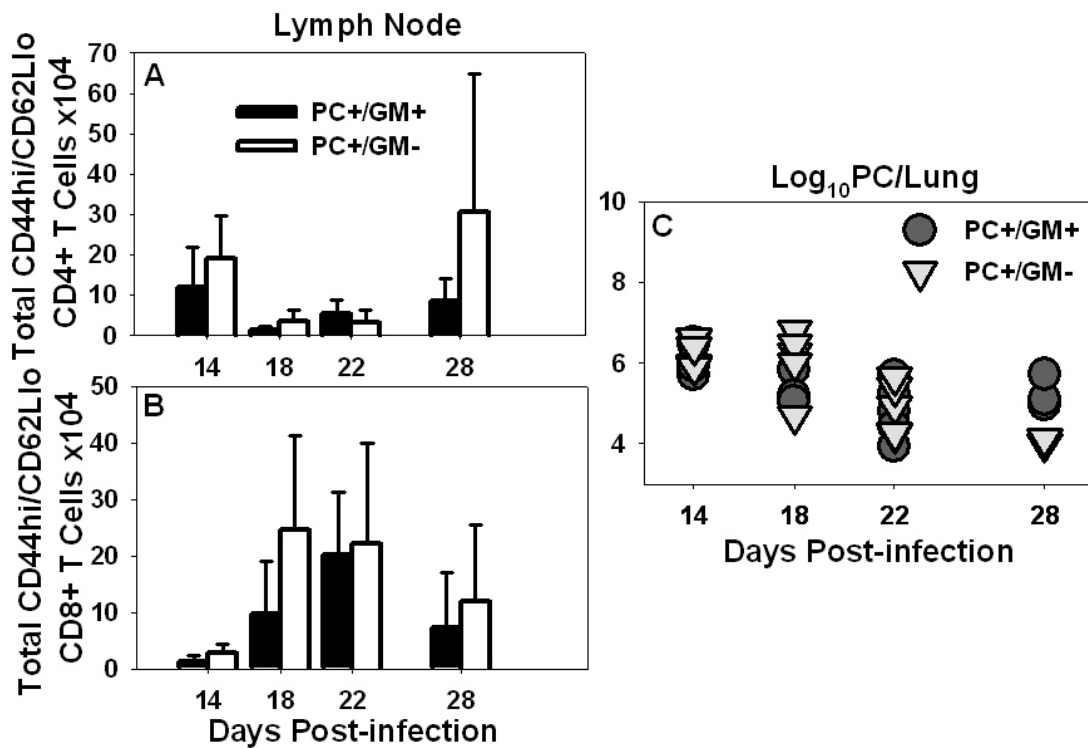 Lymph Node
Total CD44hi/CD62Llo
CD4+ T Cells x104
A
PC+/GM+
PC+/GM-
70
60
50
40
30
20
10
0
14 18 22 28
Total CD44hi/CD62Llo
CD8+ T Cells x104
B
50
40
30
20
10
0
14 18 22 28
Days Post-infection
Log10PC/Lung
C
PC+/GM+
PC+/GM-
10
8
6
4
14 18 22 28
Days Post-infection